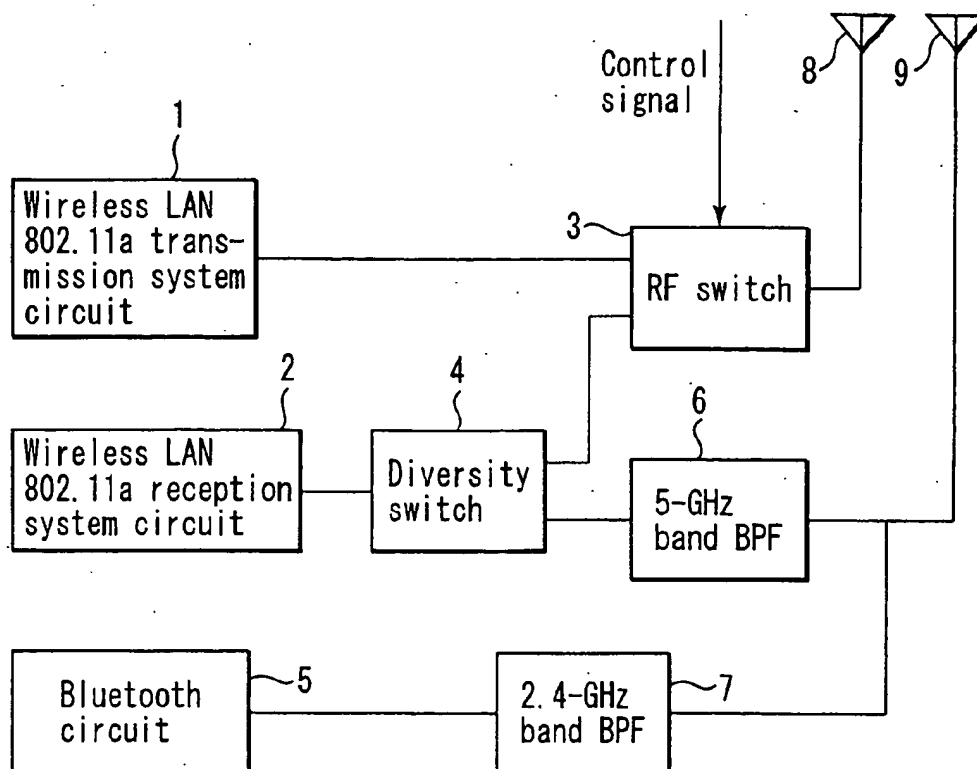 Control
signal
8
9
1
Wireless LAN
802.11a trans-
mission system
circuit
3
RF switch
2
Wireless LAN
802.11a reception
system circuit
4
Diversity
switch
6
5-GHz
band BPF
Bluetooth
circuit
5
2.4-GHz
band BPF
7